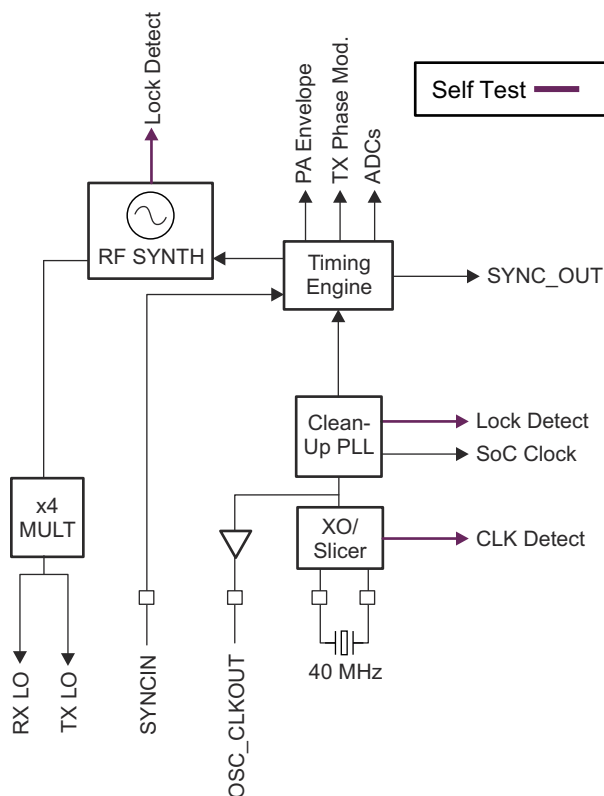 Lock Detect
PA Envelope
TX Phase Mod.
ADCs
Self Test
RF SYNTH
Timing
Engine
SYNC_OUT
Clean-
Up PLL
Lock Detect
SoC Clock
x4
MULT
XO/
Slicer
CLK Detect
40 MHz
RX LO
TX LO
SYNCIN
OSC_CLKOUT